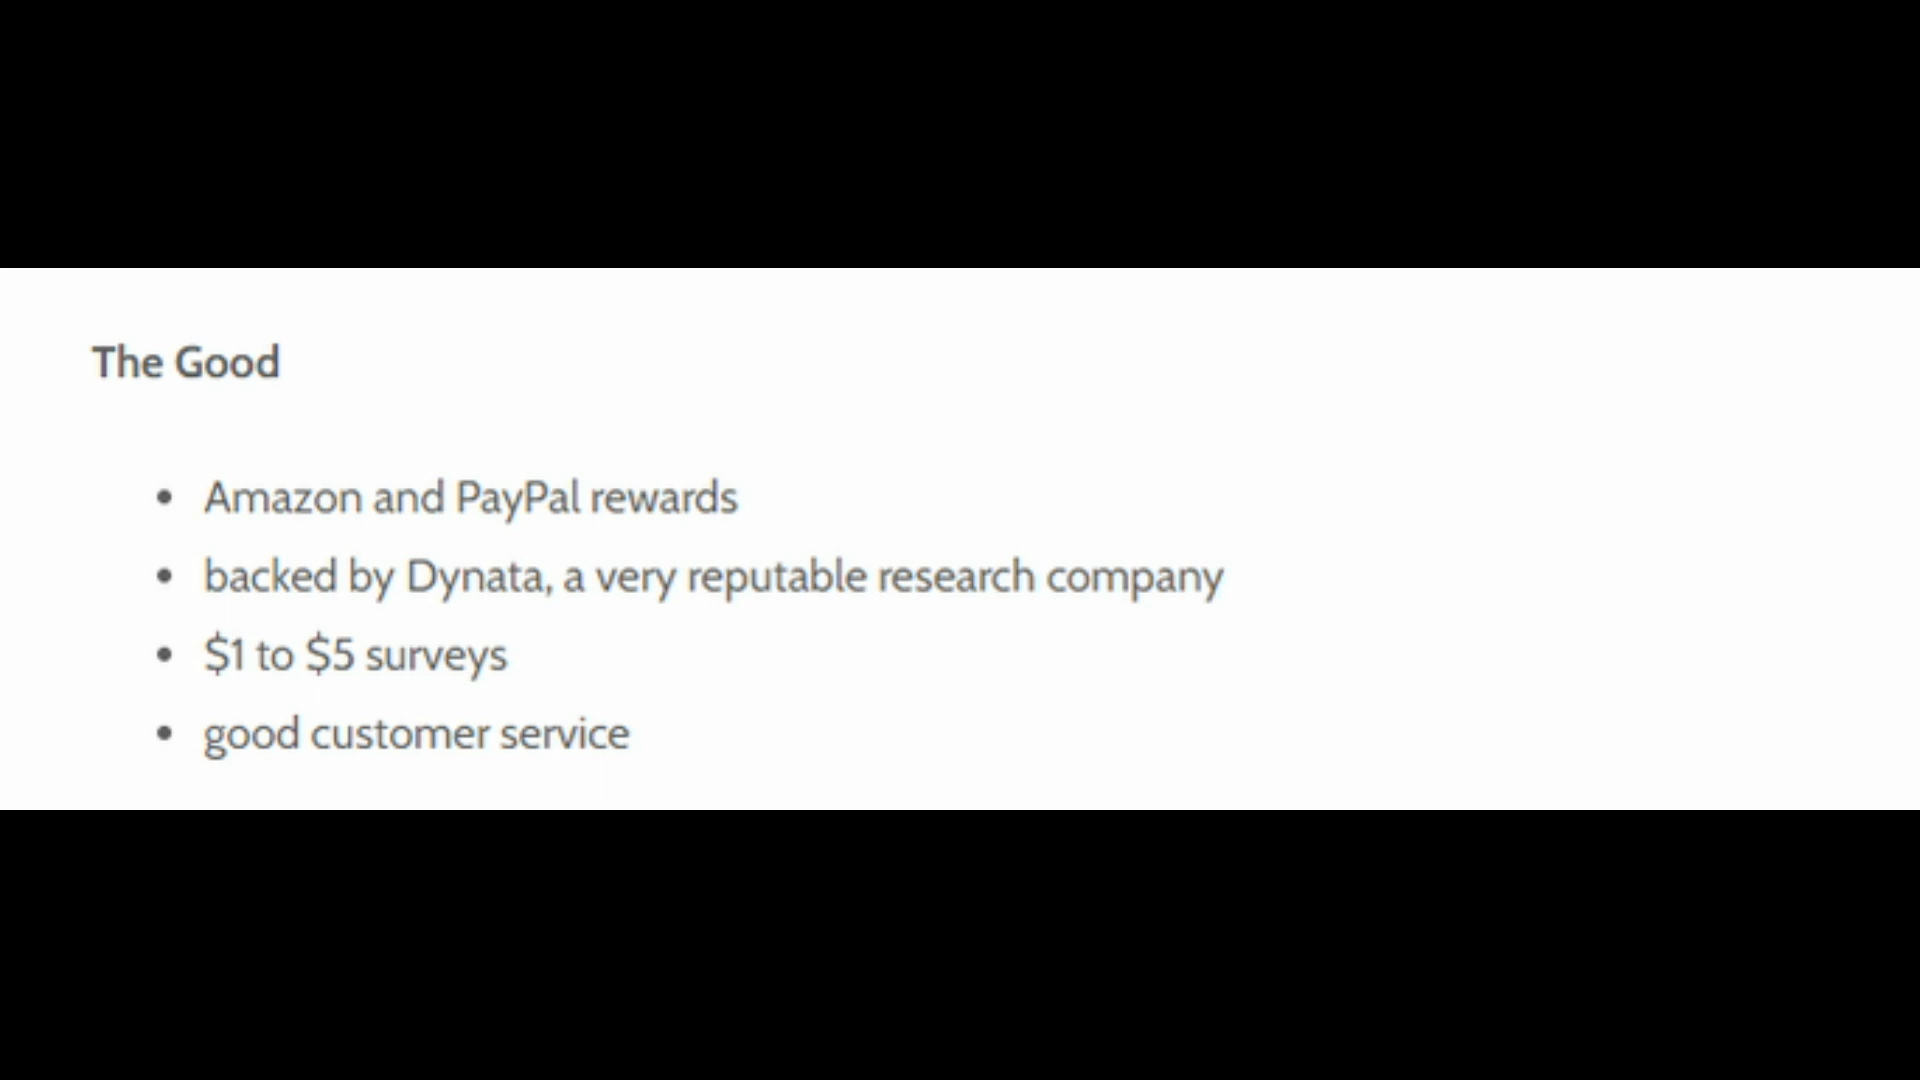 The Good
• Amazon and PayPal rewards
• backed by Dynata, a very reputable research company
• $1 to $5 surveys
• good customer service